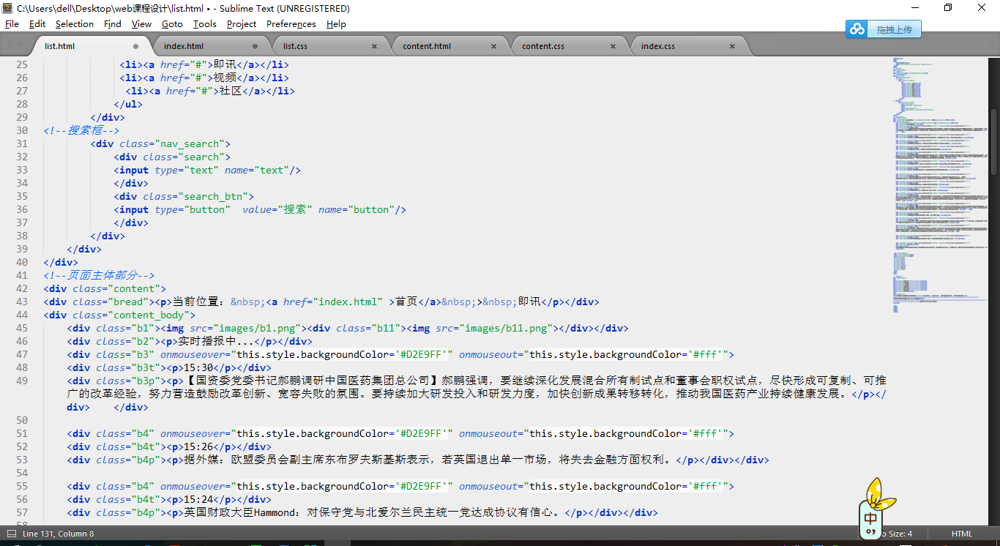 C:\Users\dell\Desktop\web课程设计\list.html • - Sublime Text (UNREGISTERED)
File Edit Selection Find View Goto Tools Project Preferences Help
拖拽上传
list.html index.html list.css content.html content.css index.css
25 <li><a href="#">即讯</a></li>
26 <li><a href="#">视频</a></li>
27 <li><a href="#">社区</a></li>
28 </ul>
29 </div>
30 <!--搜索框-->
31 <div class="nav_search">
32 <div class="search">
33 <input type="text" name="text"/>
34 </div>
35 <div class="search_btn">
36 <input type="button"  value="搜索" name="button"/>
37 </div>
38 </div>
39 </div>
40 </div>
41 <!--页面主体部分-->
42 <div class="content">
43 <div class="bread"><p>当前位置：&nbsp;<a href="index.html" >首页</a>&nbsp;>&nbsp;即讯</p></div>
44 <div class="content_body">
45 <div class="b1"><img src="images/b1.png"><div class="b11"><img src="images/b11.png"></div></div>
46 <div class="b2"><p>实时播报中...</p></div>
47 <div class="b3" onmouseover="this.style.backgroundColor='#D2E9FF'" onmouseout="this.style.backgroundColor='#fff'">
48 <div class="b3t"><p>15:30</p></div>
49 <div class="b3p"><p>【国资委党委书记郝鹏调研中国医药集团总公司】郝鹏强调，要继续深化发展混合所有制试点和董事会职权试点，尽快形成可复制、可推
广的改革经验，努力营造鼓励改革创新、宽容失败的氛围。要持续加大研发投入和研发力度，加快创新成果转移转化，推动我国医药产业持续健康发展。</p></
div>    </div>
50
51 <div class="b4" onmouseover="this.style.backgroundColor='#D2E9FF'" onmouseout="this.style.backgroundColor='#fff'">
52 <div class="b4t"><p>15:26</p></div>
53 <div class="b4p"><p>据外媒：欧盟委员会副主席东布罗夫斯基斯表示，若英国退出单一市场，将失去金融方面权利。</p></div></div>
54
55 <div class="b4" onmouseover="this.style.backgroundColor='#D2E9FF'" onmouseout="this.style.backgroundColor='#fff'">
56 <div class="b4t"><p>15:24</p></div>
57 <div class="b4p"><p>英国财政大臣Hammond：对保守党与北爱尔兰民主统一党达成协议有信心。</p></div></div>
58
中
Line 131, Column 8 Size: 4 HTML